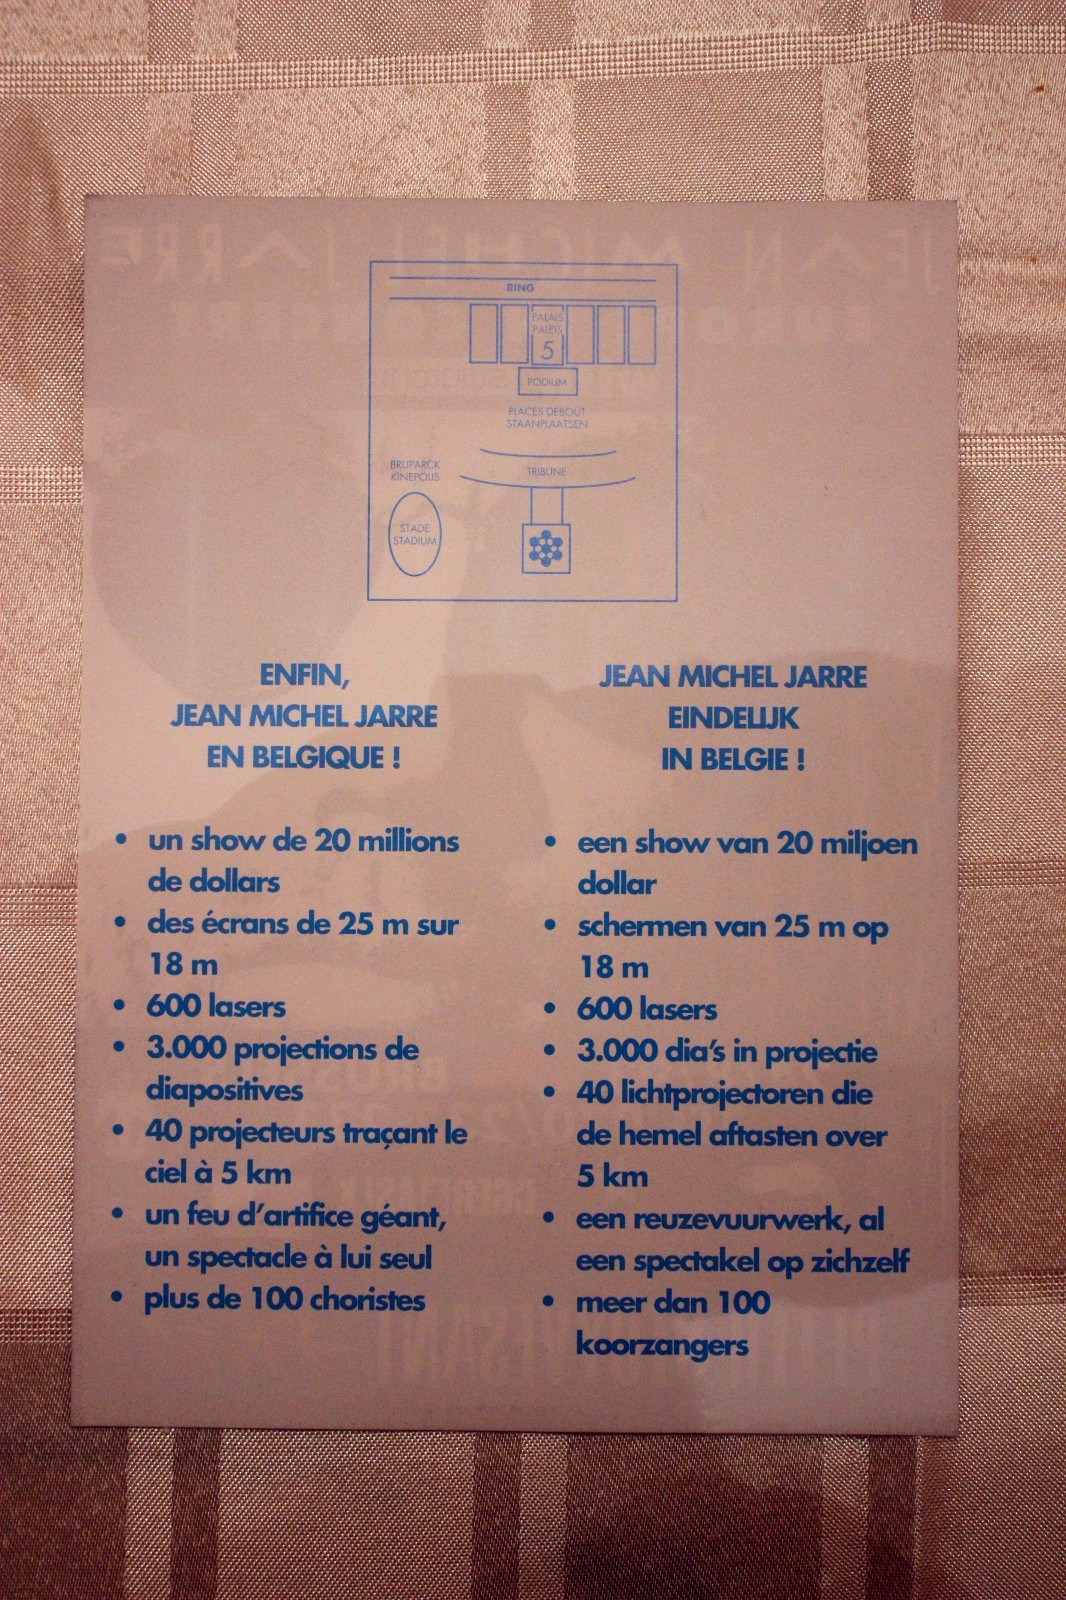 RING
PALAIS
PALEIS
5
PODIUM
PLACES DEBOUT
STAANPLAATSEN
BRUPARCK
KINEPOLIS
TRIBUNE
STADE
STADIUM
ENFIN,
JEAN MICHEL JARRE
EN BELGIQUE !
• un show de 20 millions
de dollars
• des écrans de 25 m sur
18 m
• 600 lasers
• 3.000 projections de
diapositives
• 40 projecteurs traçant le
ciel à 5 km
• un feu d'artifice géant,
un spectacle à lui seul
• plus de 100 choristes
JEAN MICHEL JARRE
EINDELIJK
IN BELGIE !
• een show van 20 miljoen
dollar
• schermen van 25 m op
18 m
• 600 lasers
• 3.000 dia's in projectie
• 40 lichtprojectoren die
de hemel aftasten over
5 km
• een reuzevuurwerk, al
een spectakel op zichzelf
• meer dan 100
koorzangers